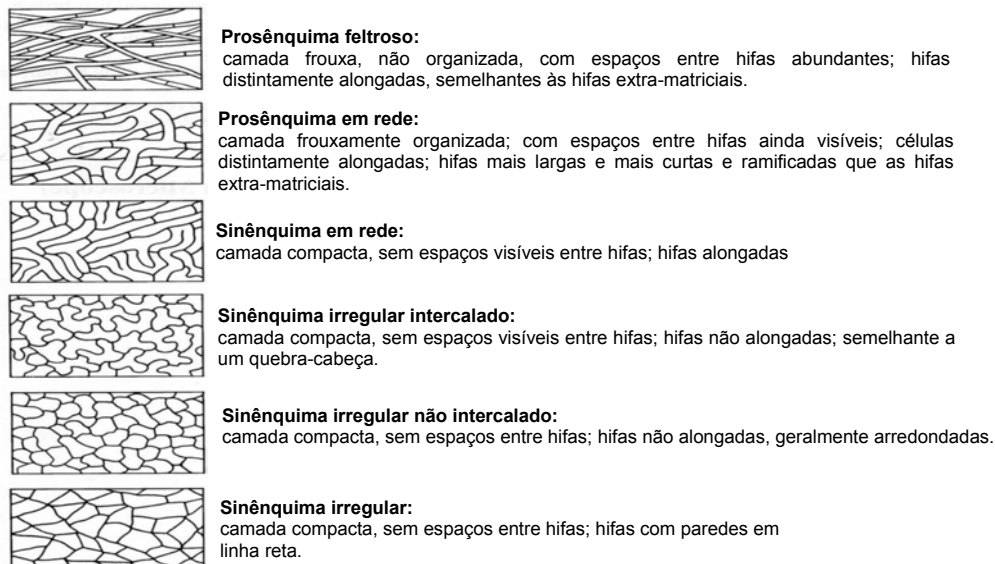 Prosênquima feltroso:
camada frouxa, não organizada, com espaços entre hifas abundantes; hifas
distintamente alongadas, semelhantes às hifas extra-matriciais.
Prosênquima em rede:
camada frouxamente organizada; com espaços entre hifas ainda visíveis; células
distintamente alongadas; hifas mais largas e mais curtas e ramificadas que as hifas
extra-matriciais.
Sinênquima em rede:
camada compacta, sem espaços visíveis entre hifas; hifas alongadas
Sinênquima irregular intercalado:
camada compacta, sem espaços visíveis entre hifas; hifas não alongadas; semelhante a
um quebra-cabeça.
Sinênquima irregular não intercalado:
camada compacta, sem espaços entre hifas; hifas não alongadas, geralmente arredondadas.
Sinênquima irregular:
camada compacta, sem espaços entre hifas; hifas com paredes em
linha reta.